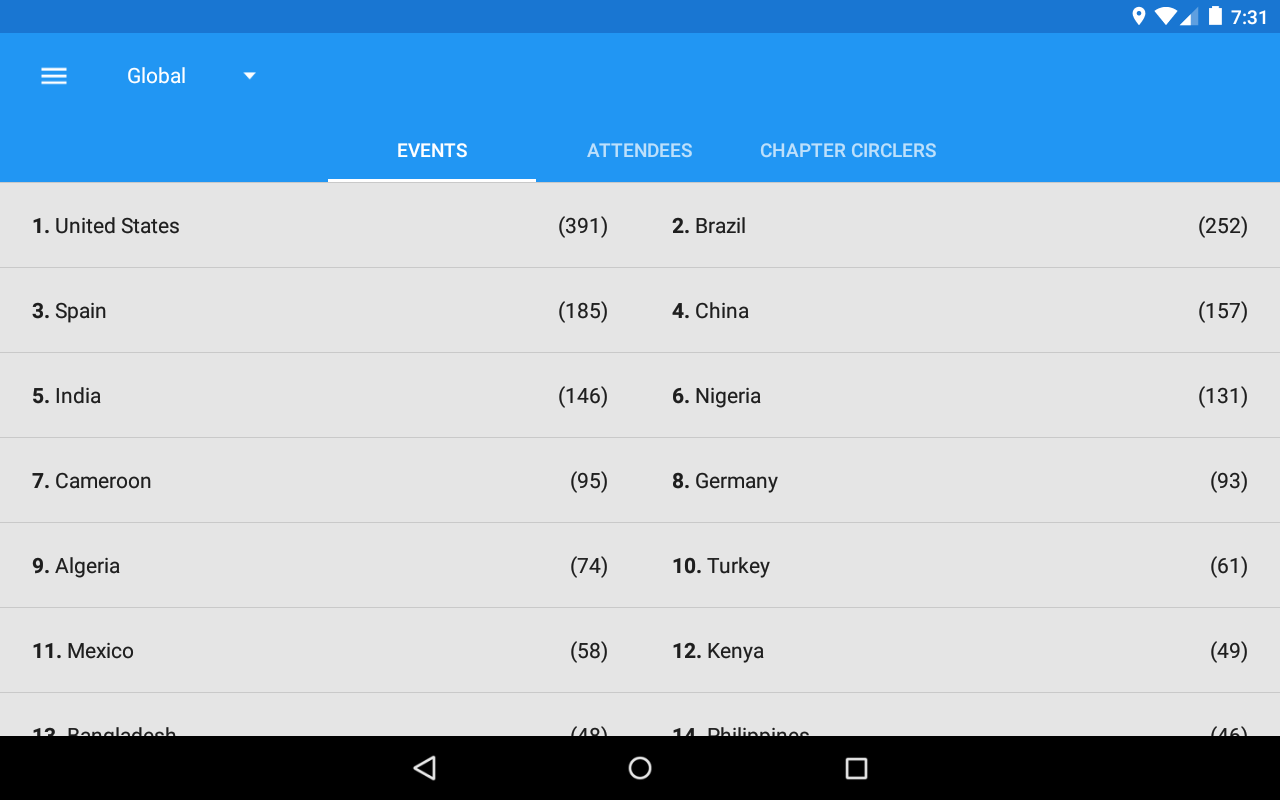 7:31
Global
EVENTS ATTENDEES CHAPTER CIRCLERS
1. United States (391) 2. Brazil (252)
3. Spain (185) 4. China (157)
5. India (146) 6. Nigeria (131)
7. Cameroon (95) 8. Germany (93)
9. Algeria (74) 10. Turkey (61)
11. Mexico (58) 12. Kenya (49)
13. Bangladesh (48) 14. Philippines (46)